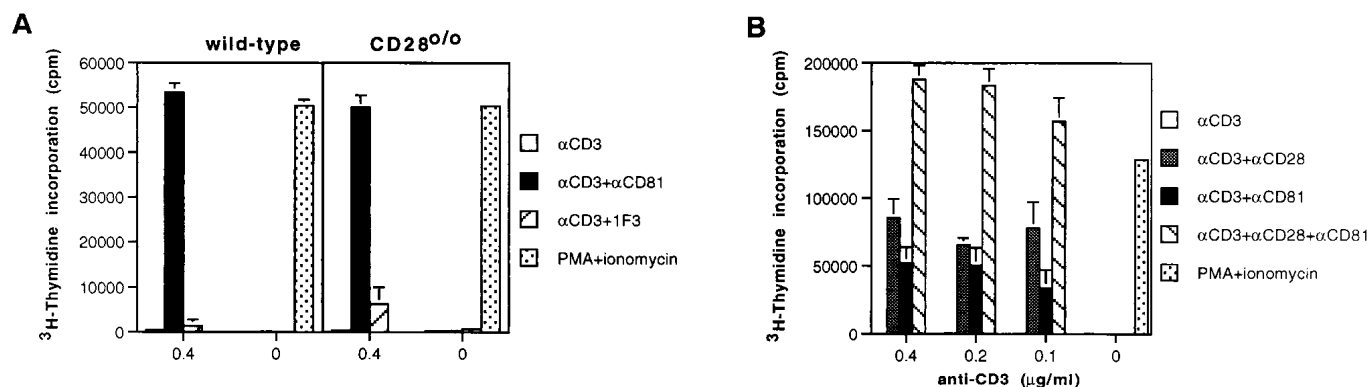 A
wild-type CD28o/o
³H-Thymidine incorporation (cpm)
60000
50000
40000
30000
20000
10000
0
0.4 0 0.4 0
αCD3
αCD3+αCD81
αCD3+1F3
PMA+ionomycin
B
³H-Thymidine incorporation (cpm)
200000
150000
100000
50000
0
0.4 0.2 0.1 0
anti-CD3 (μg/ml)
αCD3
αCD3+αCD28
αCD3+αCD81
αCD3+αCD28+αCD81
PMA+ionomycin